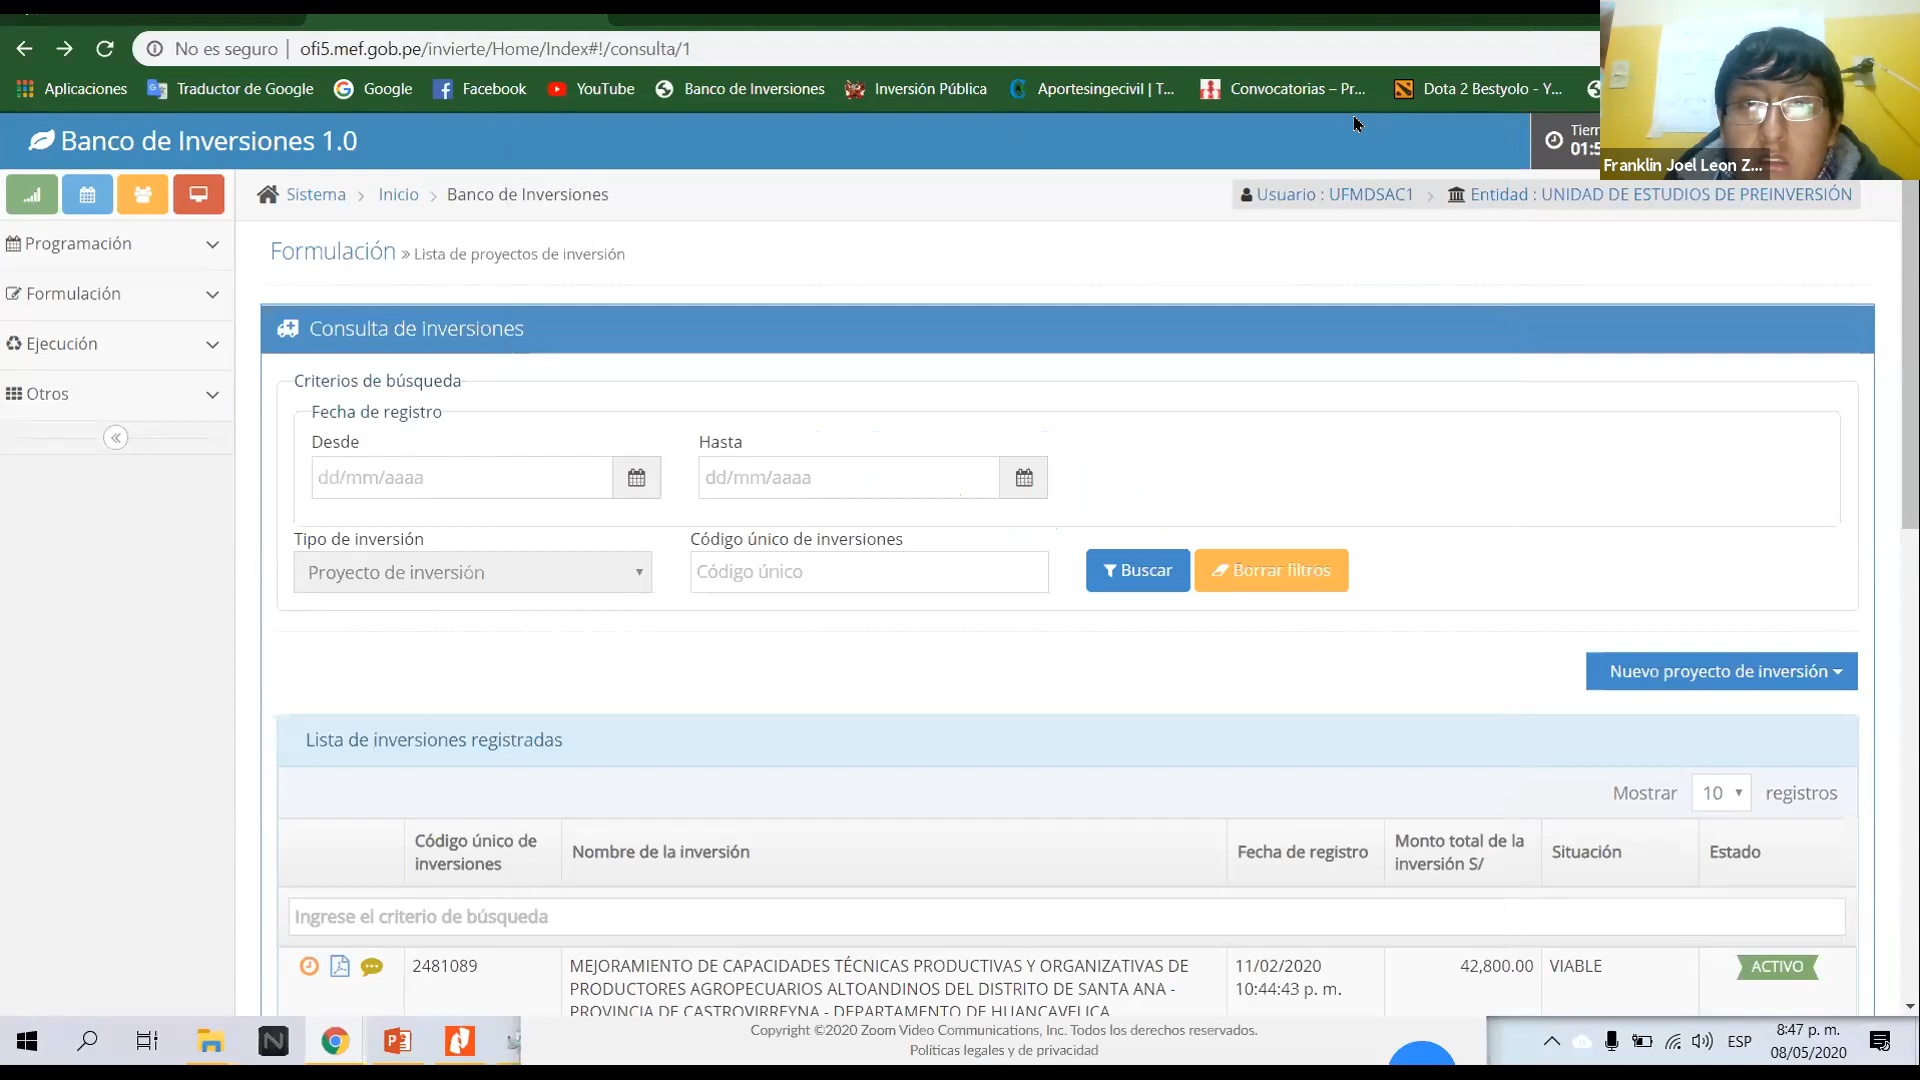 No es seguro | ofi5.mef.gob.pe/invierte/Home/Index#!/consulta/1
Aplicaciones Traductor de Google Google Facebook YouTube Banco de Inversiones Inversión Pública Aportesingecivil | T... Convocatorias – Pr... Dota 2 Bestyolo - Y...
Banco de Inversiones 1.0
Franklin Joel Leon Z...
Sistema > Inicio > Banco de Inversiones
Usuario : UFMDSAC1 > Entidad : UNIDAD DE ESTUDIOS DE PREINVERSIÓN
Programación
Formulación
Ejecución
Otros
Formulación » Lista de proyectos de inversión
Consulta de inversiones
Criterios de búsqueda
Fecha de registro
Desde Hasta
dd/mm/aaaa dd/mm/aaaa
Tipo de inversión Código único de inversiones
Proyecto de inversión Código único Buscar Borrar filtros
Nuevo proyecto de inversión
Lista de inversiones registradas
Mostrar 10 registros
Código único de inversiones Nombre de la inversión Fecha de registro Monto total de la inversión S/ Situación Estado
Ingrese el criterio de búsqueda
2481089 MEJORAMIENTO DE CAPACIDADES TÉCNICAS PRODUCTIVAS Y ORGANIZATIVAS DE 11/02/2020 42,800.00 VIABLE ACTIVO
PRODUCTORES AGROPECUARIOS ALTOANDINOS DEL DISTRITO DE SANTA ANA - 10:44:43 p. m.
PROVINCIA DE CASTROVIRREYNA - DEPARTAMENTO DE HUANCAVELICA
Copyright ©2020 Zoom Video Communications, Inc. Todos los derechos reservados.
Políticas legales y de privacidad
ESP
8:47 p. m.
08/05/2020